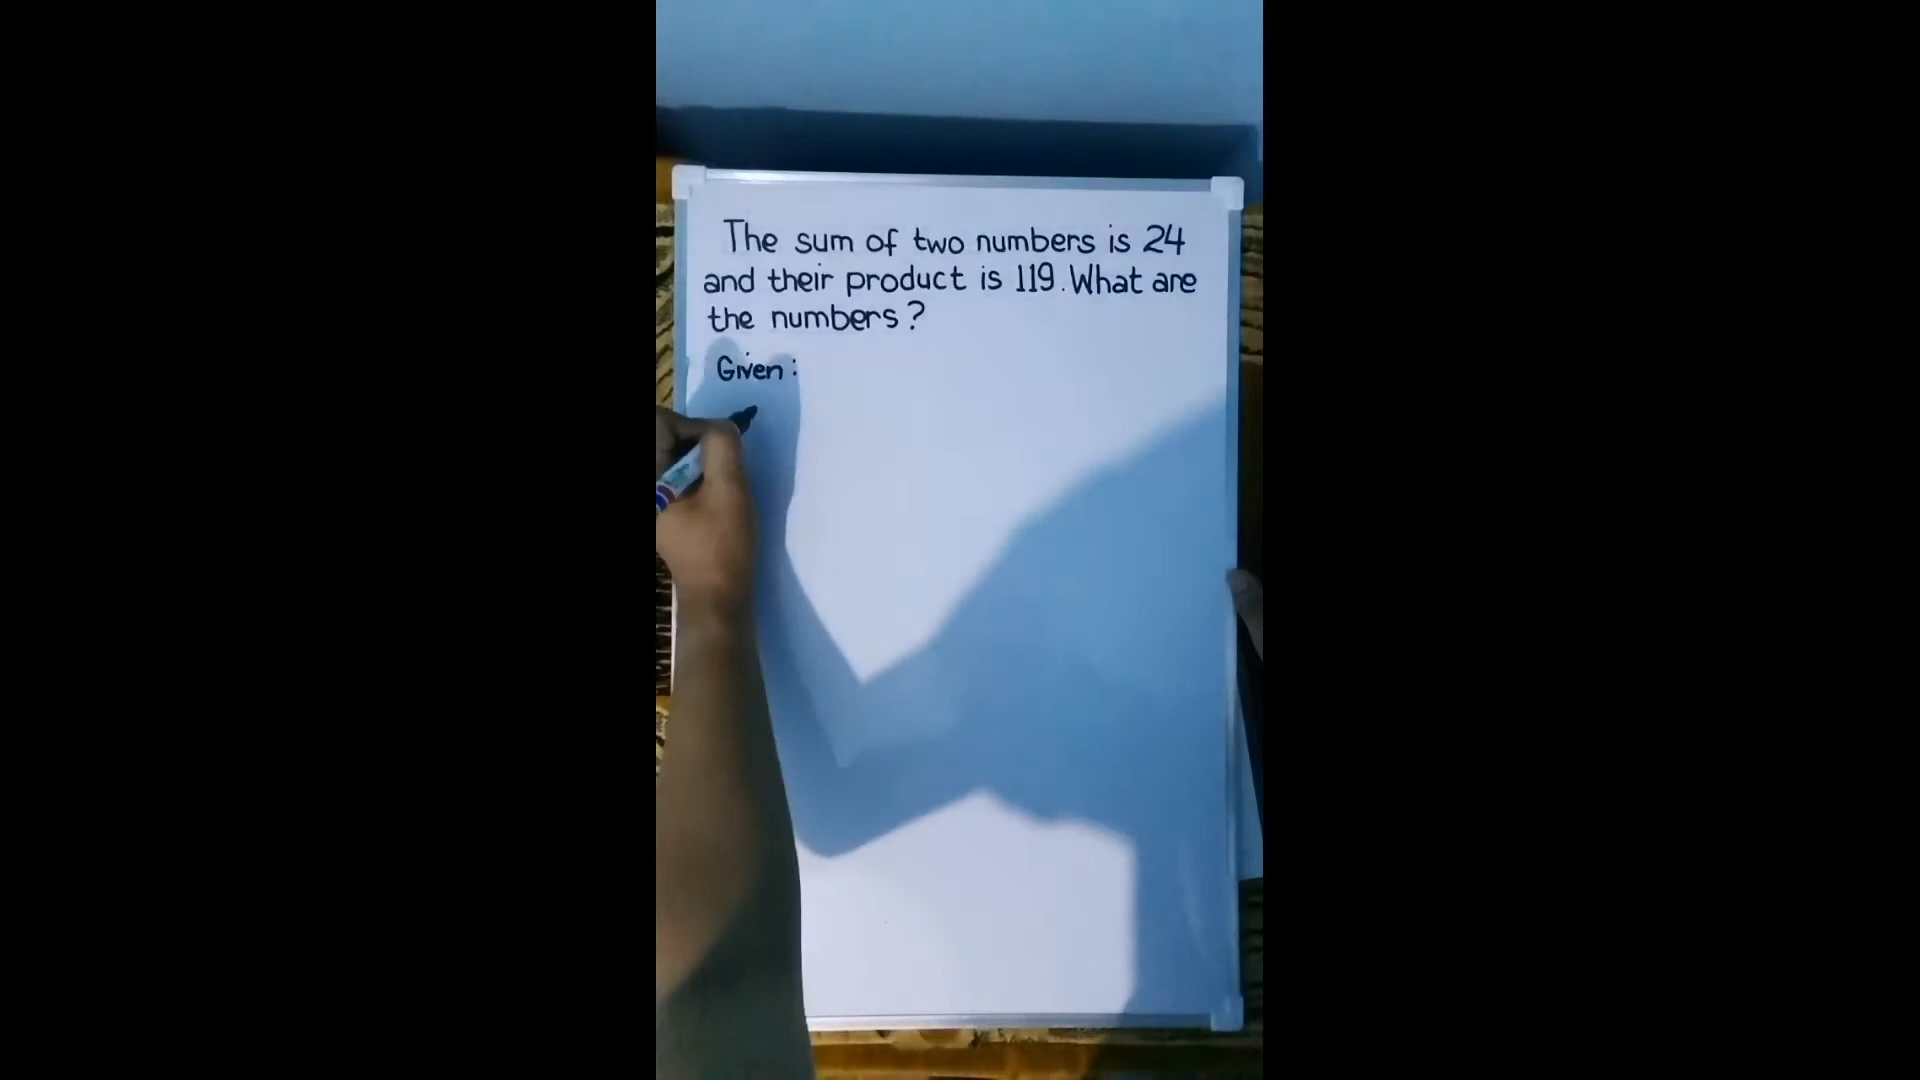 The sum of two numbers is 24
and their product is 119. What are
the numbers?
Given: